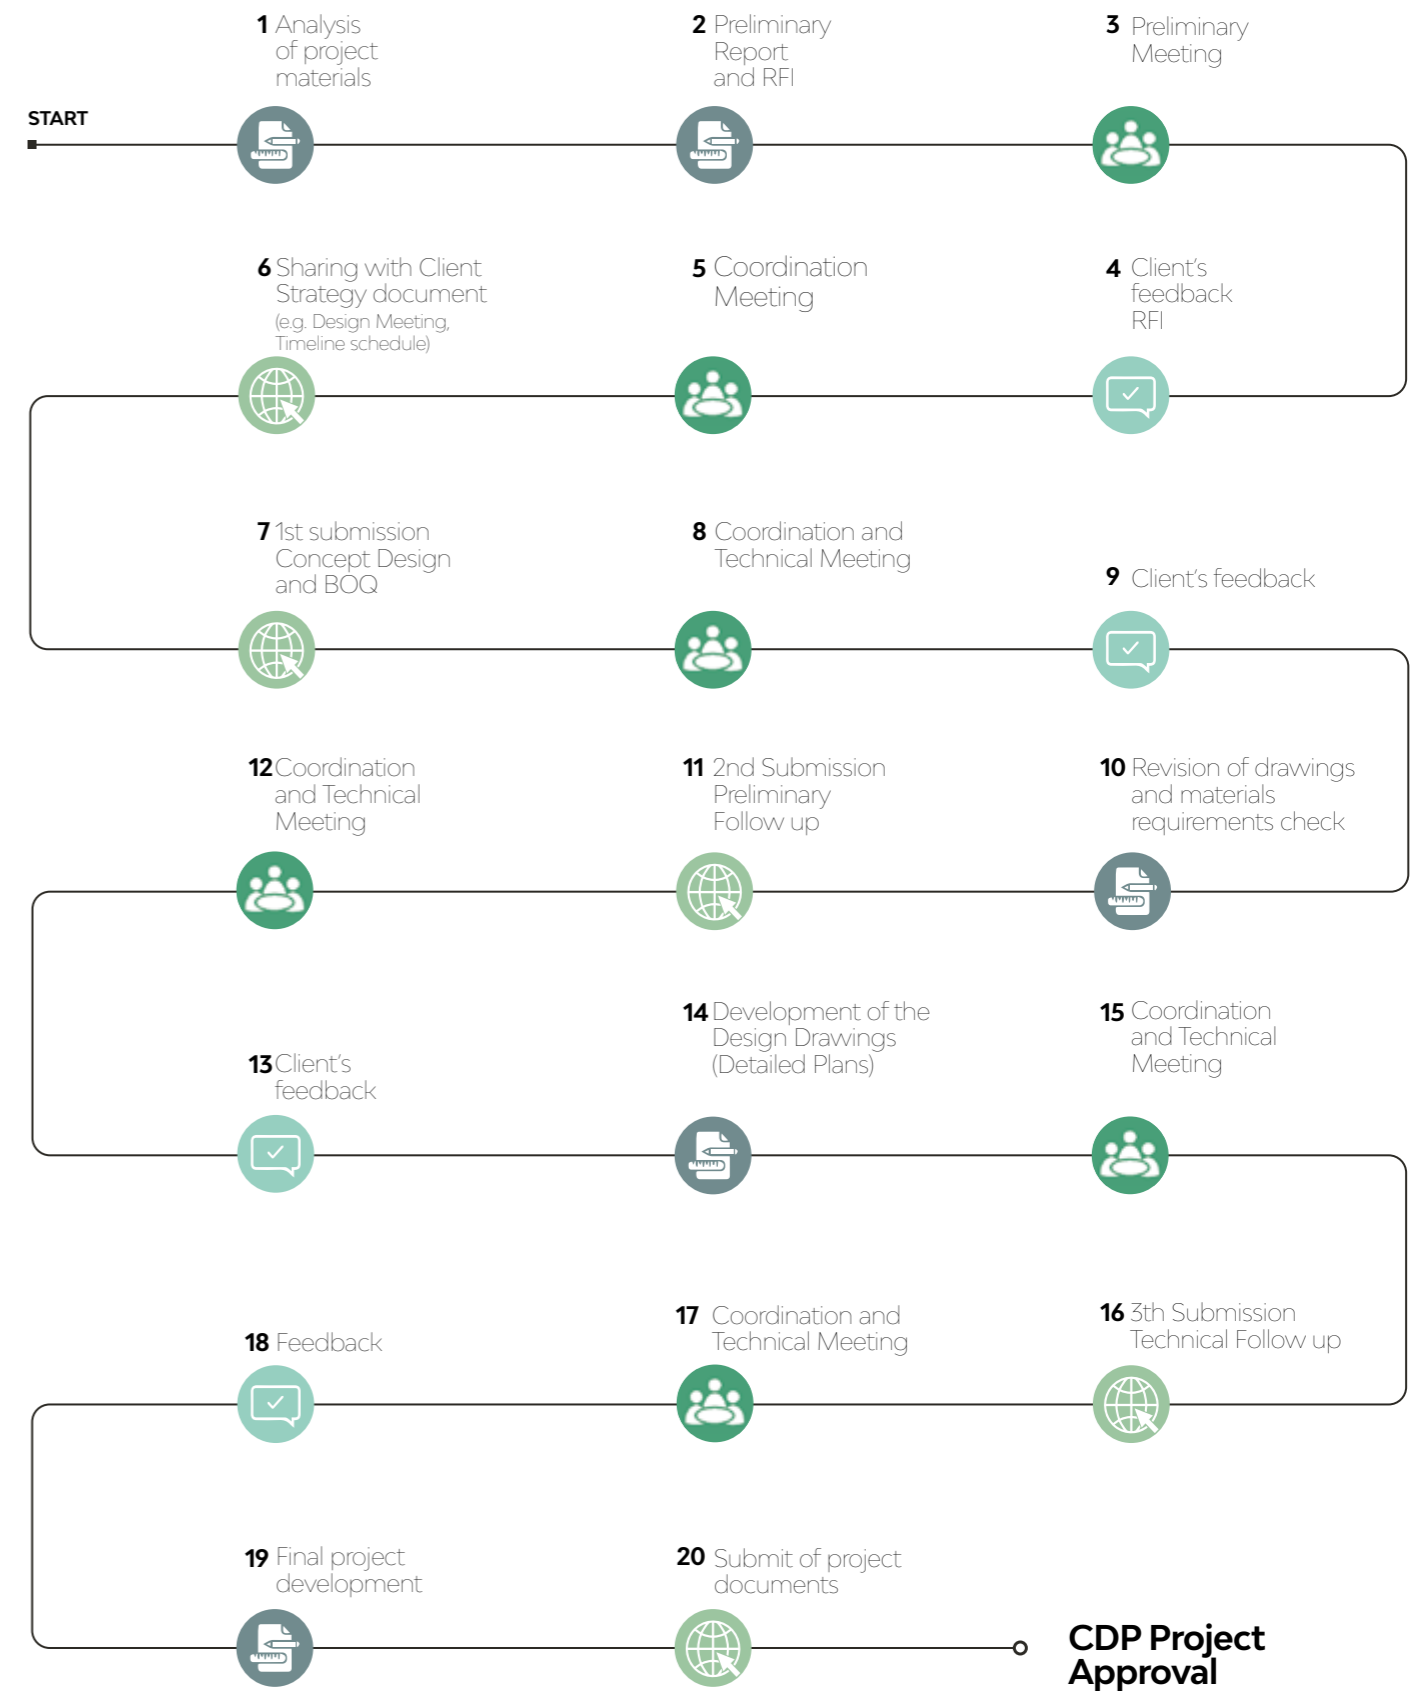 START
1 Analysis
of project
materials
2 Preliminary
Report
and RFI
3 Preliminary
Meeting
4 Client's
feedback
RFI
5 Coordination
Meeting
6 Sharing with Client
Strategy document
(e.g. Design Meeting,
Timeline schedule)
7 1st submission
Concept Design
and BOQ
8 Coordination and
Technical Meeting
9 Client's feedback
10 Revision of drawings
and materials
requirements check
11 2nd Submission
Preliminary
Follow up
12 Coordination
and Technical
Meeting
13 Client's
feedback
14 Development of the
Design Drawings
(Detailed Plans)
15 Coordination
and Technical
Meeting
16 3th Submission
Technical Follow up
17 Coordination and
Technical Meeting
18 Feedback
19 Final project
development
20 Submit of project
documents
CDP Project
Approval